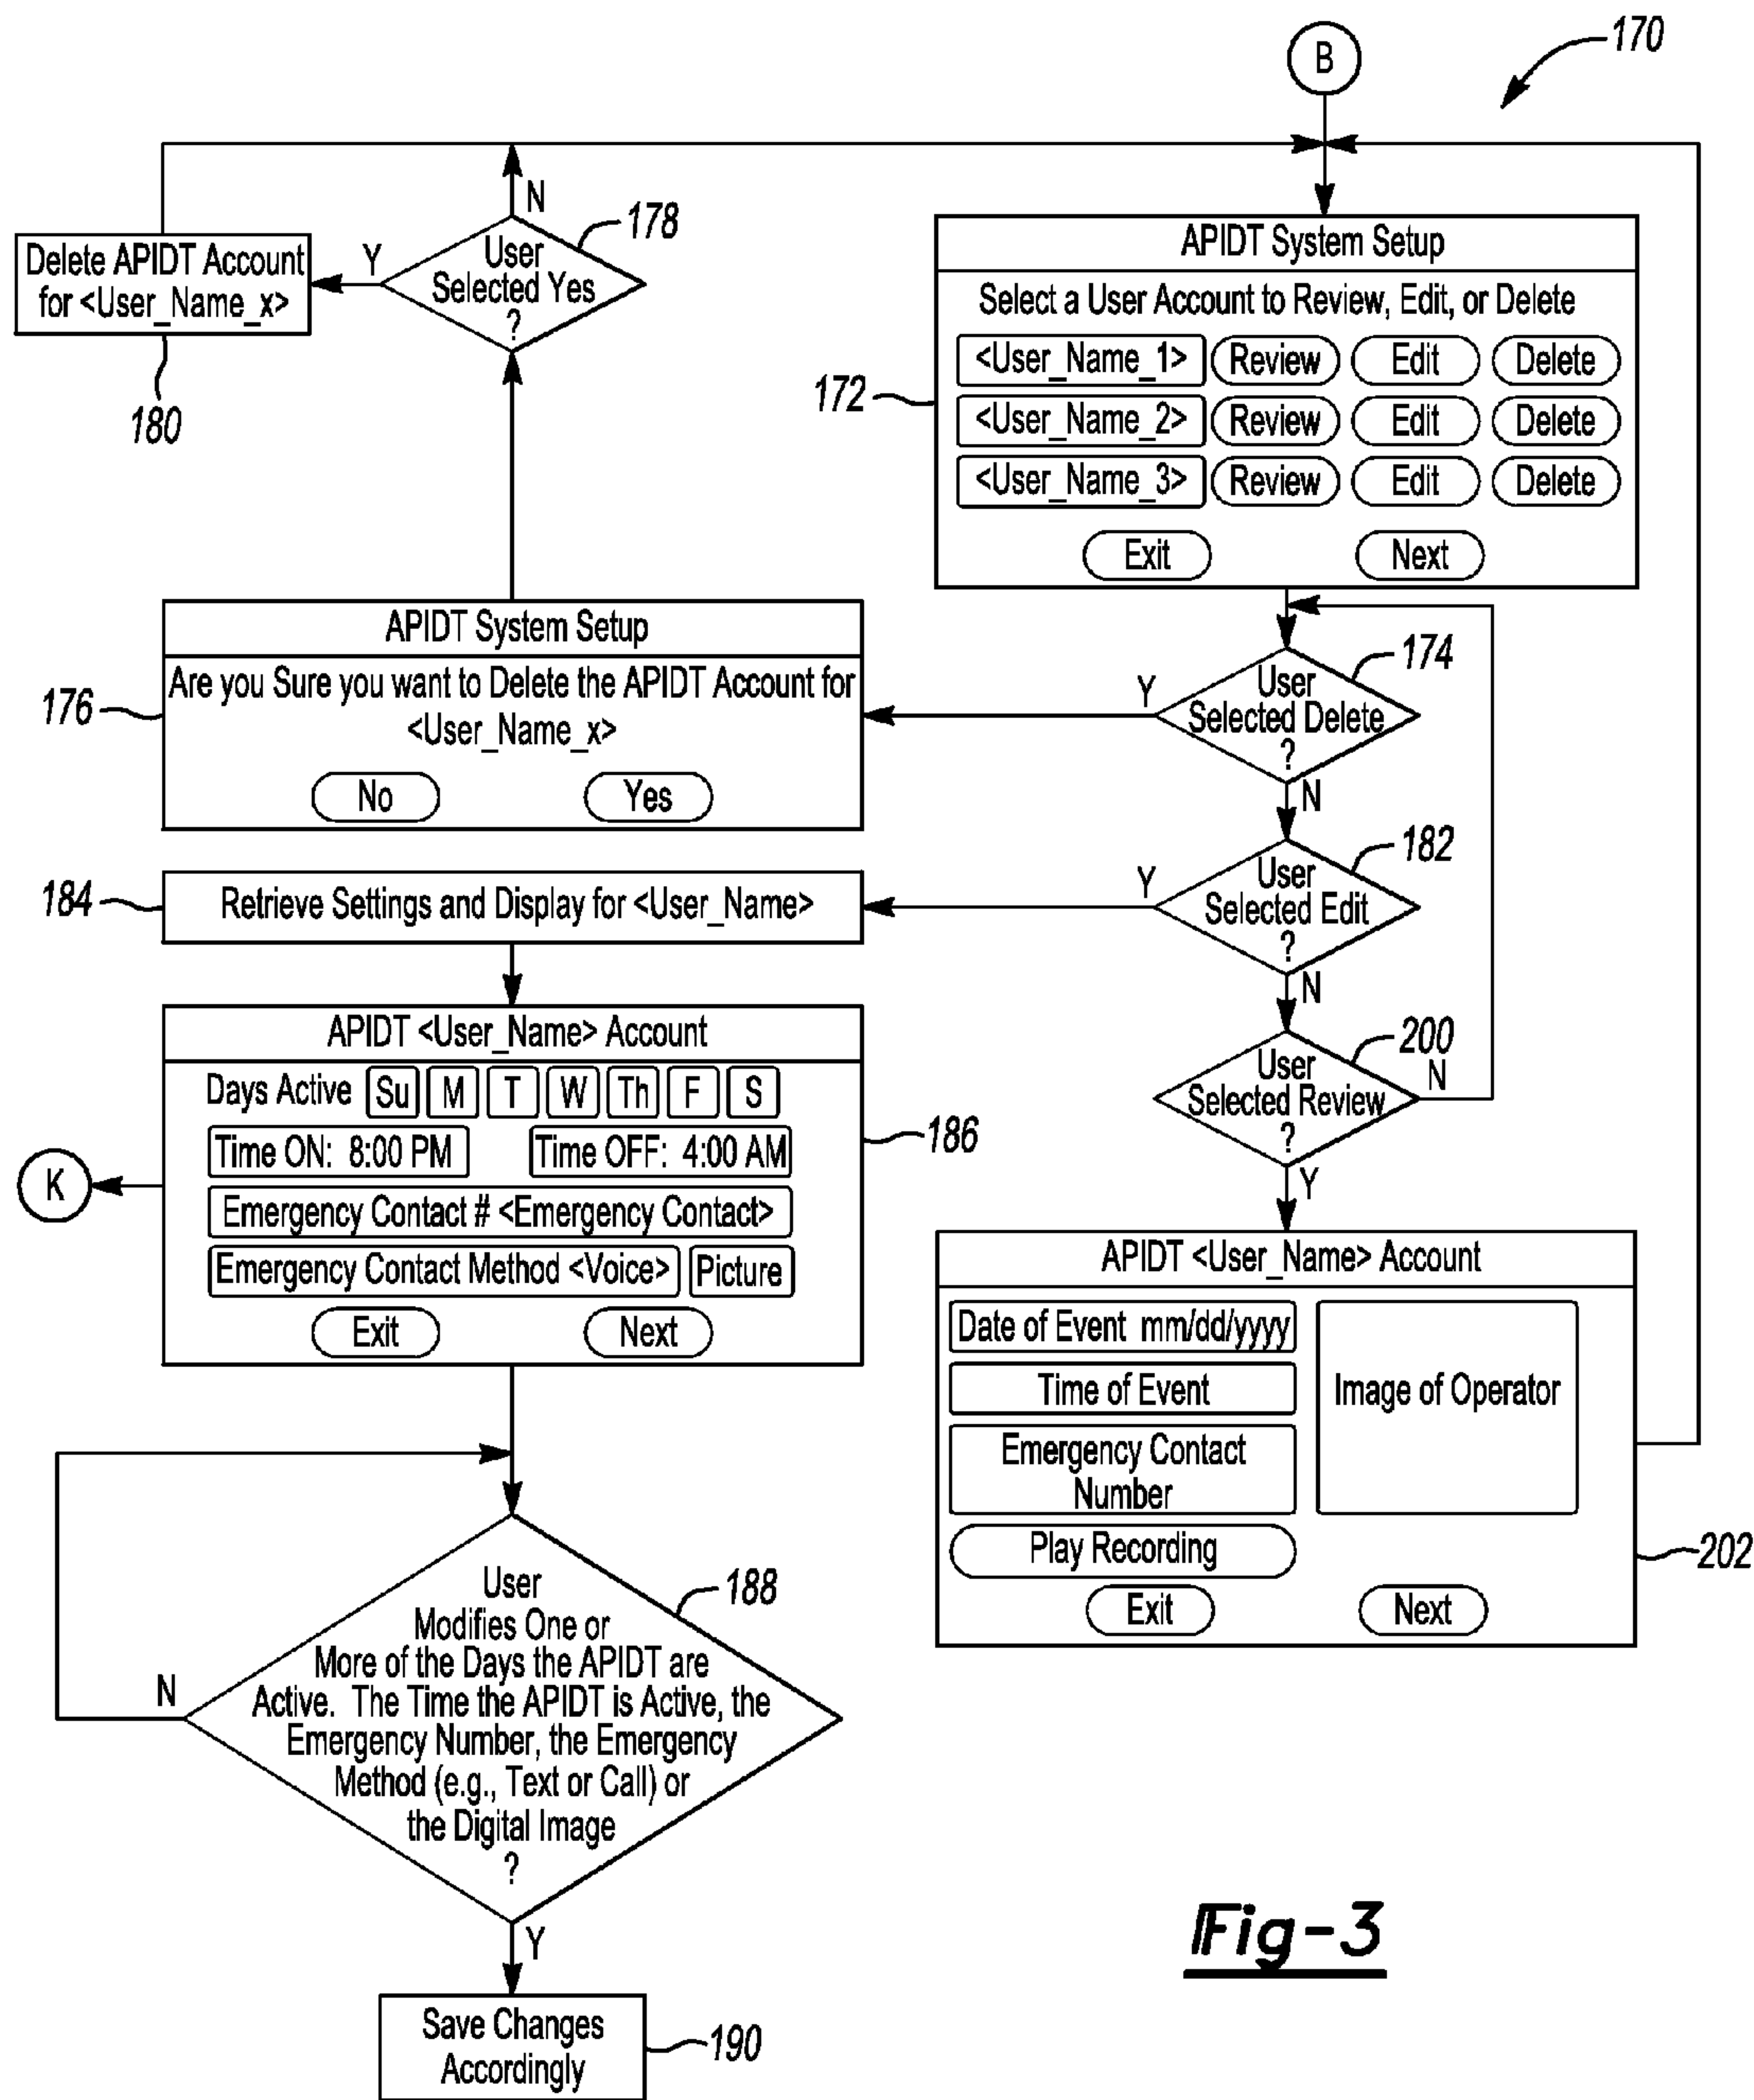 170
B
N
178
User
Selected Yes
?
Y
Delete APIDT Account
for <User_Name_x>
180
APIDT System Setup
Select a User Account to Review, Edit, or Delete
<User_Name_1> Review Edit Delete
<User_Name_2> Review Edit Delete
<User_Name_3> Review Edit Delete
Exit Next
172
APIDT System Setup
Are you Sure you want to Delete the APIDT Account for
<User_Name_x>
No Yes
176
174
User
Selected Delete
?
Y
N
182
User
Selected Edit
?
Y
N
184
Retrieve Settings and Display for <User_Name>
200
User
Selected Review
?
N
Y
APIDT <User_Name> Account
Days Active Su M T W Th F S
Time ON: 8:00 PM Time OFF: 4:00 AM
Emergency Contact # <Emergency Contact>
Emergency Contact Method <Voice> Picture
Exit Next
186
K
APIDT <User_Name> Account
Date of Event mm/dd/yyyy
Time of Event
Emergency Contact
Number
Play Recording
Image of Operator
Exit Next
202
188
User
Modifies One or
More of the Days the APIDT are
Active. The Time the APIDT is Active, the
Emergency Number, the Emergency
Method (e.g., Text or Call) or
the Digital Image
?
N
Y
Save Changes
Accordingly
190
Fig-3